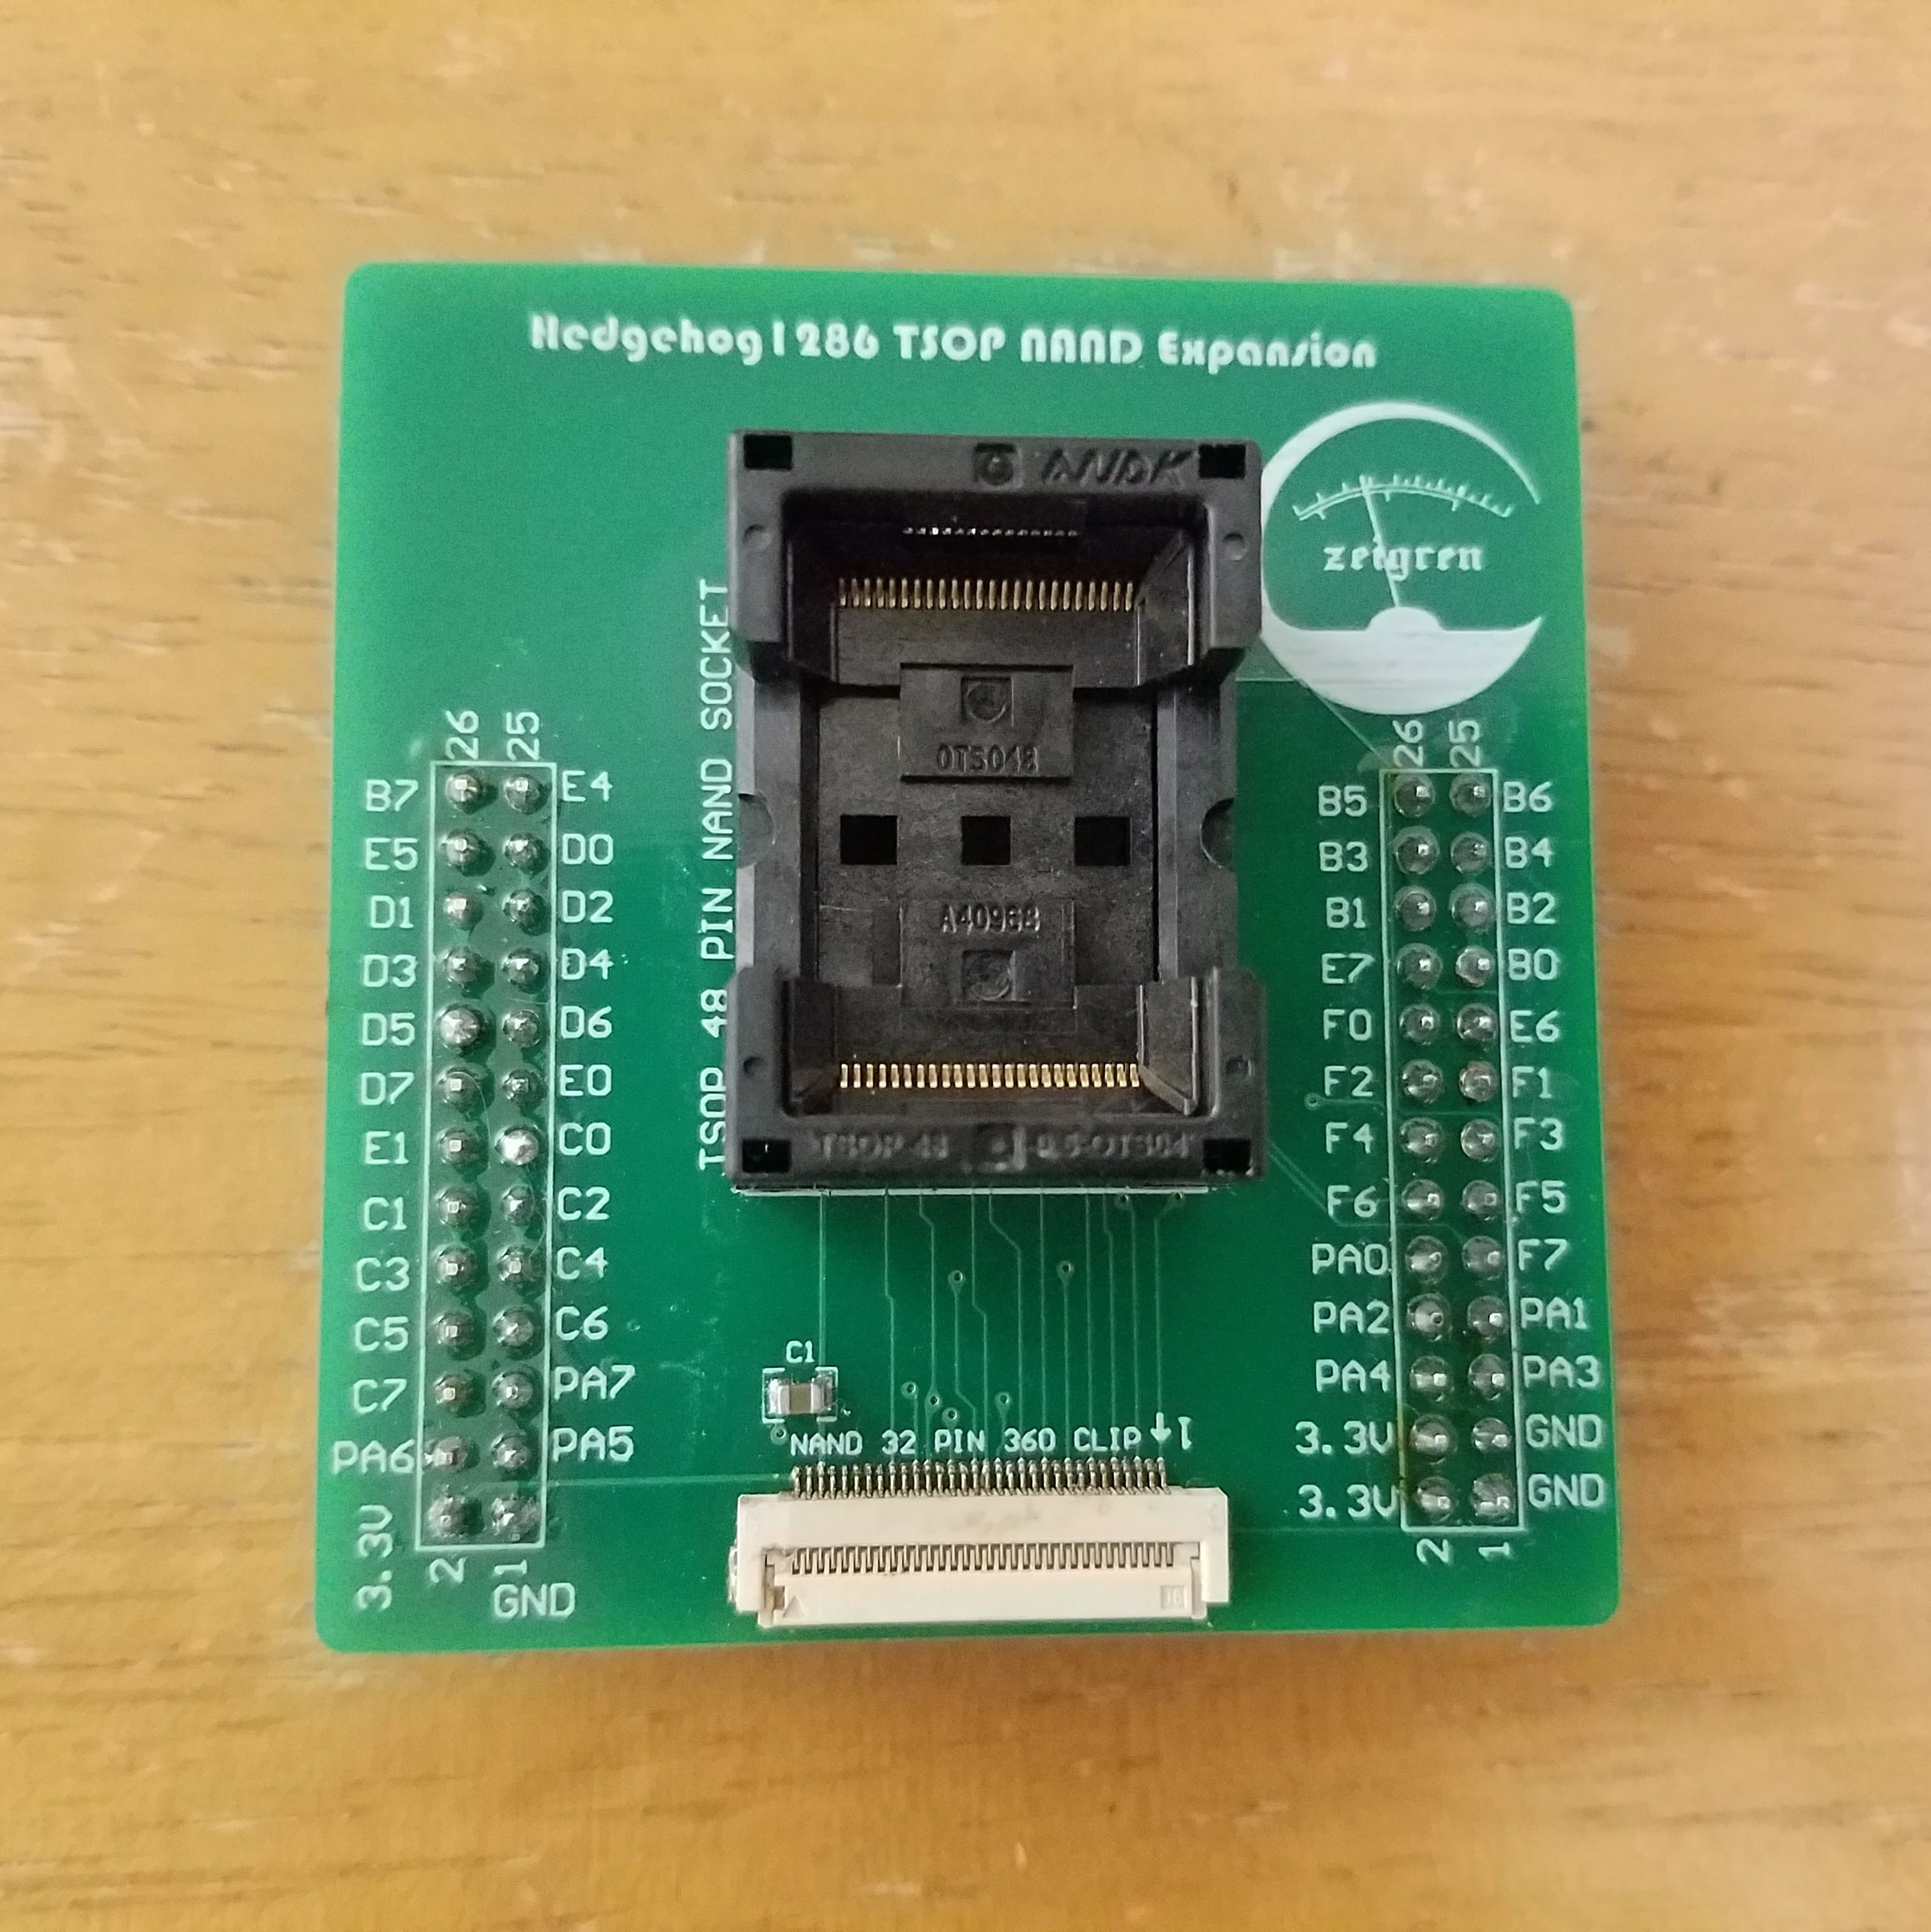 Hedgehog1286 TSOP NAND Expansion
zeigren
TSOP 48 PIN NAND SOCKET
OTS048
A40968
TSOP48
26 25
B7 E4
E5 D0
D1 D2
D3 D4
D5 D6
D7 E0
E1 C0
C1 C2
C3 C4
C5 C6
C7 PA7
PA6 PA5
3.3V 2 1 GND
26 25
B5 B6
B3 B4
B1 B2
E7 B0
F0 E6
F2 F1
F4 F3
F6 F5
PA0 F7
PA2 PA1
PA4 PA3
3.3V GND
3.3V GND
2 1
C1
NAND 32 PIN 360 CLIP ↓ 1